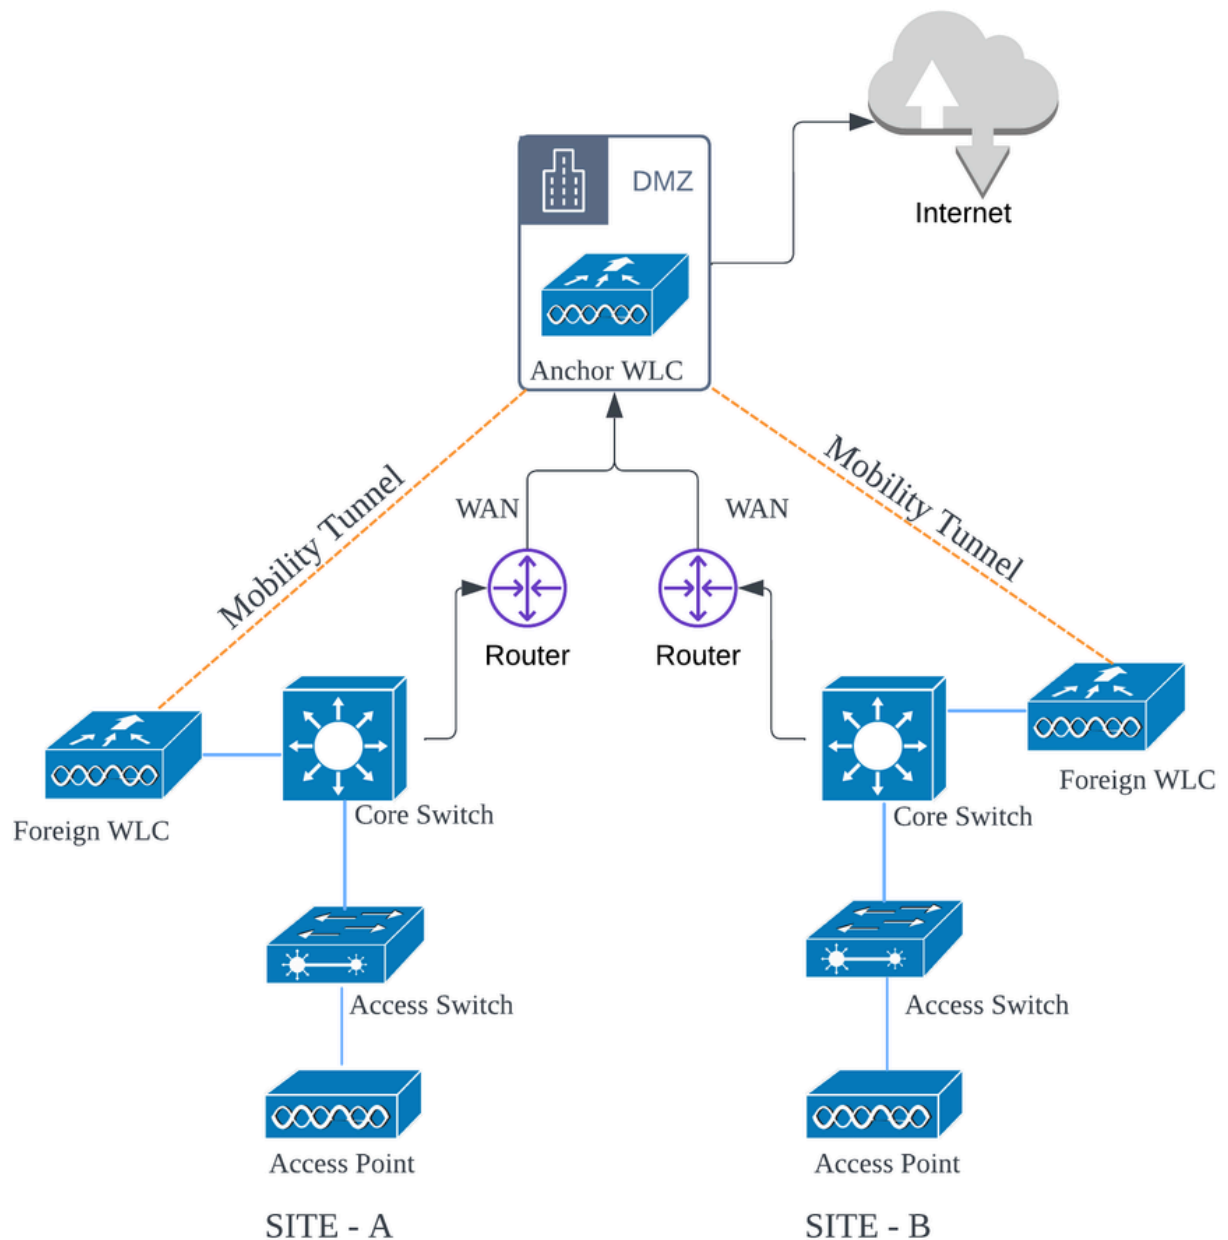 Internet
DMZ
Anchor WLC
Mobility Tunnel
WAN
WAN
Mobility Tunnel
Router
Router
Foreign WLC
Core Switch
Core Switch
Foreign WLC
Access Switch
Access Switch
Access Point
Access Point
SITE - A
SITE - B